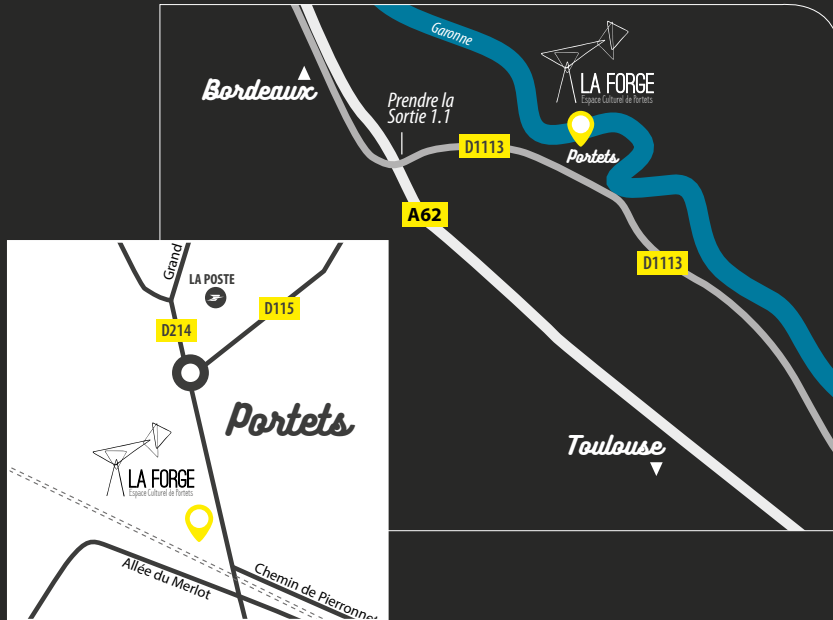 Garonne
LA FORGE
Espace Culturel de Portets
Bordeaux
Prendre la
Sortie 1.1
D1113
Portets
A62
D1113
Toulouse
Grand
LA POSTE
D214
D115
Portets
LA FORGE
Espace Culturel de Portets
Allée du Merlot
Chemin de Pierronnet